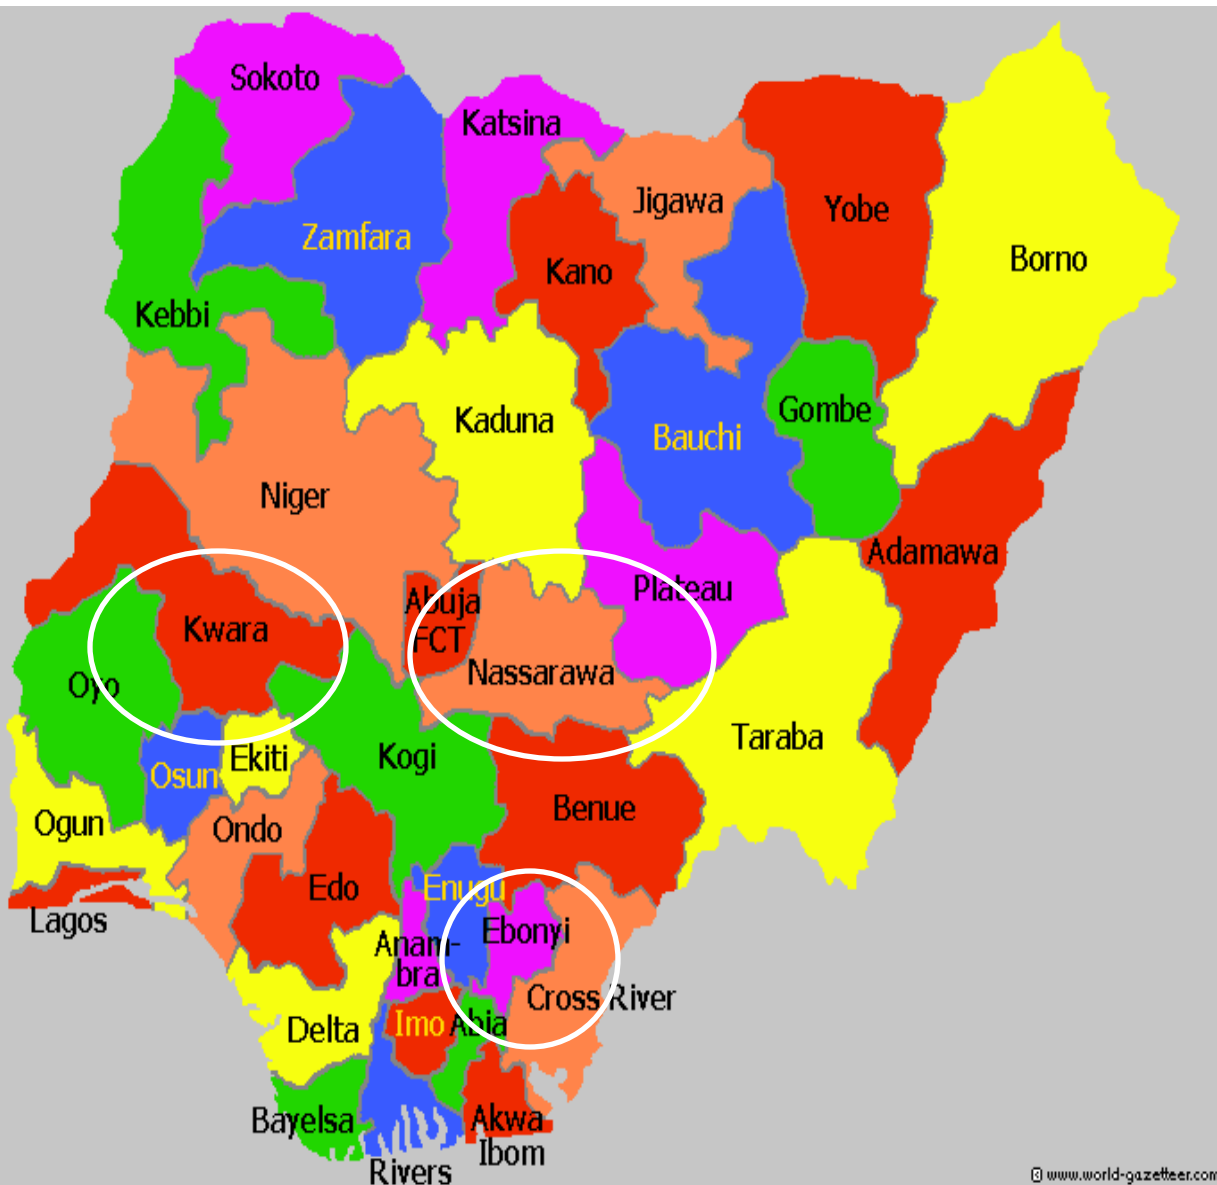 Sokoto
Katsina
Jigawa
Yobe
Zamfara
Kano
Borno
Kebbi
Gombe
Kaduna
Bauchi
Niger
Adamawa
Plateau
Abuja
FCT
Kwara
Nassarawa
Oyo
Taraba
Kogi
Ekiti
Osun
Benue
Ogun
Ondo
Edo
Enugu
Lagos
Ebonyi
Anam-
bra
Cross River
Delta
Imo
Abia
Bayelsa
Akwa
Ibom
Rivers
www.world-gazetteer.com